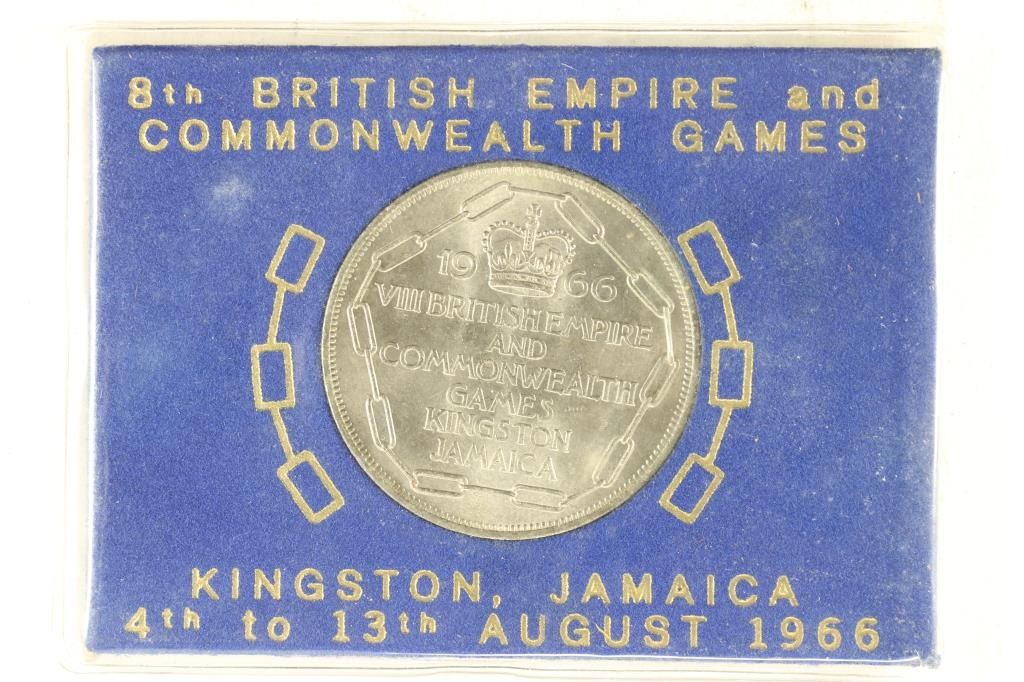 8th BRITISH EMPIRE and
COMMONWEALTH GAMES
19 66
VIII BRITISH EMPIRE
AND
COMMONWEALTH
GAMES
KINGSTON
JAMAICA
KINGSTON, JAMAICA
4th to 13th AUGUST 1966